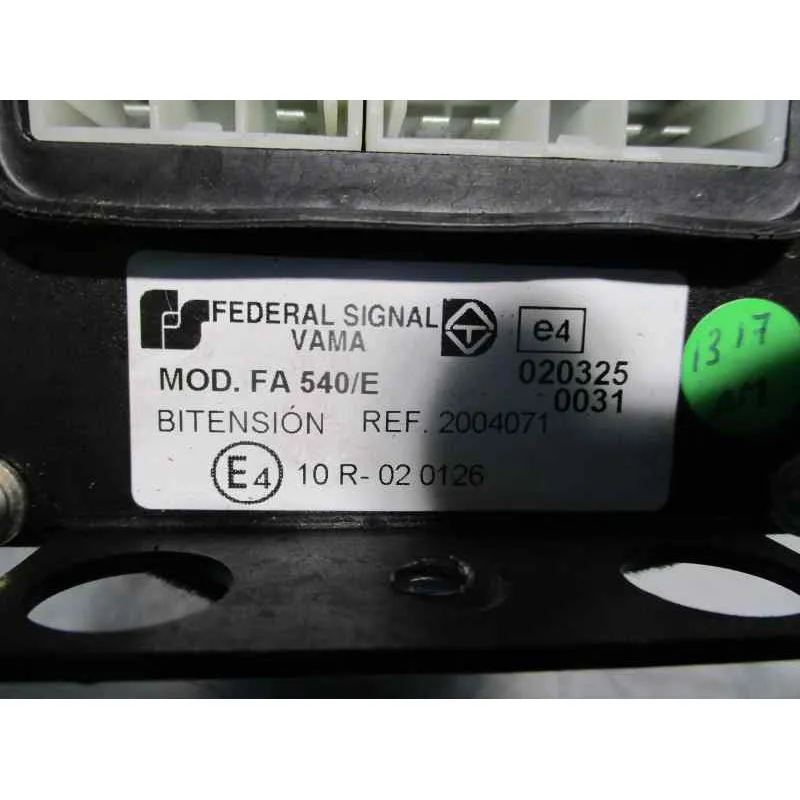 FEDERAL SIGNAL
VAMA
e4
MOD. FA 540/E
020325
0031
BITENSIÓN REF. 2004071
E4 10 R-02 0126
1317